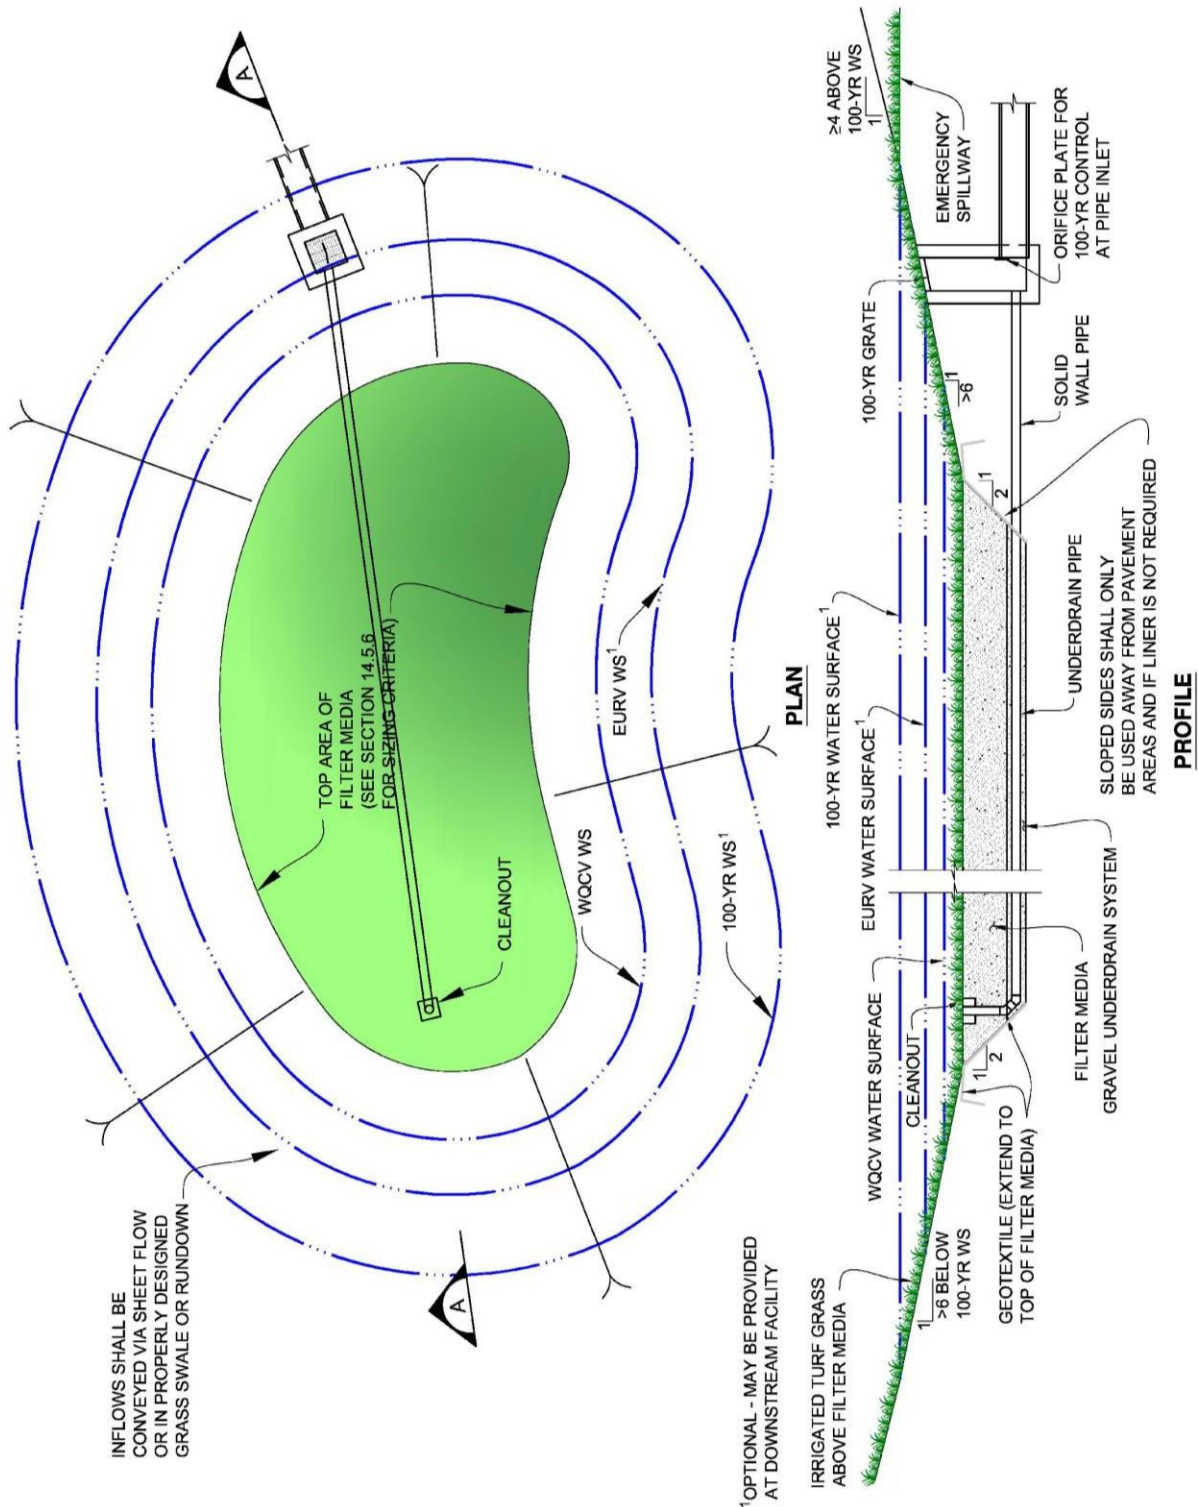 INFLOWS SHALL BE
CONVEYED VIA SHEET FLOW
OR IN PROPERLY DESIGNED
GRASS SWALE OR RUNDOWN
A
A
TOP AREA OF
FILTER MEDIA
(SEE SECTION 14.5.6
FOR SIZING CRITERIA)
CLEANOUT
WQCV WS
EURV WS¹
100-YR WS¹
PLAN
¹OPTIONAL - MAY BE PROVIDED
AT DOWNSTREAM FACILITY
IRRIGATED TURF GRASS
ABOVE FILTER MEDIA
WQCV WATER SURFACE
CLEANOUT
EURV WATER SURFACE¹
100-YR WATER SURFACE¹
100-YR GRATE
≥4 ABOVE
100-YR WS
1
EMERGENCY
SPILLWAY
1
>6 BELOW
100-YR WS
1
2
1
2
1
>6
GEOTEXTILE (EXTEND TO
TOP OF FILTER MEDIA)
FILTER MEDIA
GRAVEL UNDERDRAIN SYSTEM
UNDERDRAIN PIPE
SLOPED SIDES SHALL ONLY
BE USED AWAY FROM PAVEMENT
AREAS AND IF LINER IS NOT REQUIRED
SOLID
WALL PIPE
ORIFICE PLATE FOR
100-YR CONTROL
AT PIPE INLET
PROFILE